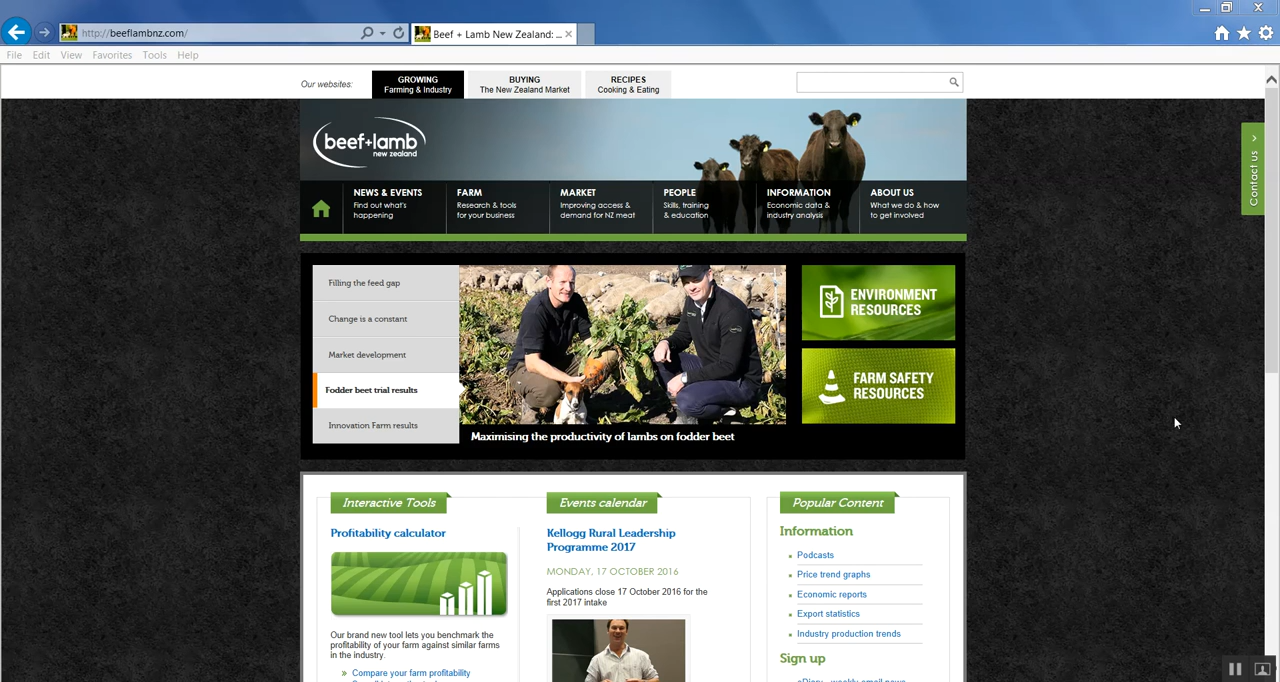 http://beeflambnz.com/
Beef + Lamb New Zealand: ...
File Edit View Favorites Tools Help
Our websites:
GROWING
Farming & Industry
BUYING
The New Zealand Market
RECIPES
Cooking & Eating
beef+lamb
new zealand
NEWS & EVENTS
Find out what's
happening
FARM
Research & tools
for your business
MARKET
Improving access &
demand for NZ meat
PEOPLE
Skills, training
& education
INFORMATION
Economic data &
industry analysis
ABOUT US
What we do & how
to get involved
Contact us
Filling the feed gap
Change is a constant
Market development
Fodder beet trial results
Innovation Farm results
Maximising the productivity of lambs on fodder beet
ENVIRONMENT
RESOURCES
FARM SAFETY
RESOURCES
Interactive Tools
Profitability calculator
Our brand new tool lets you benchmark the
profitability of your farm against similar farms
in the industry.
» Compare your farm profitability
Events calendar
Kellogg Rural Leadership
Programme 2017
MONDAY, 17 OCTOBER 2016
Applications close 17 October 2016 for the
first 2017 intake
Popular Content
Information
Podcasts
Price trend graphs
Economic reports
Export statistics
Industry production trends
Sign up
eDiary - weekly email news